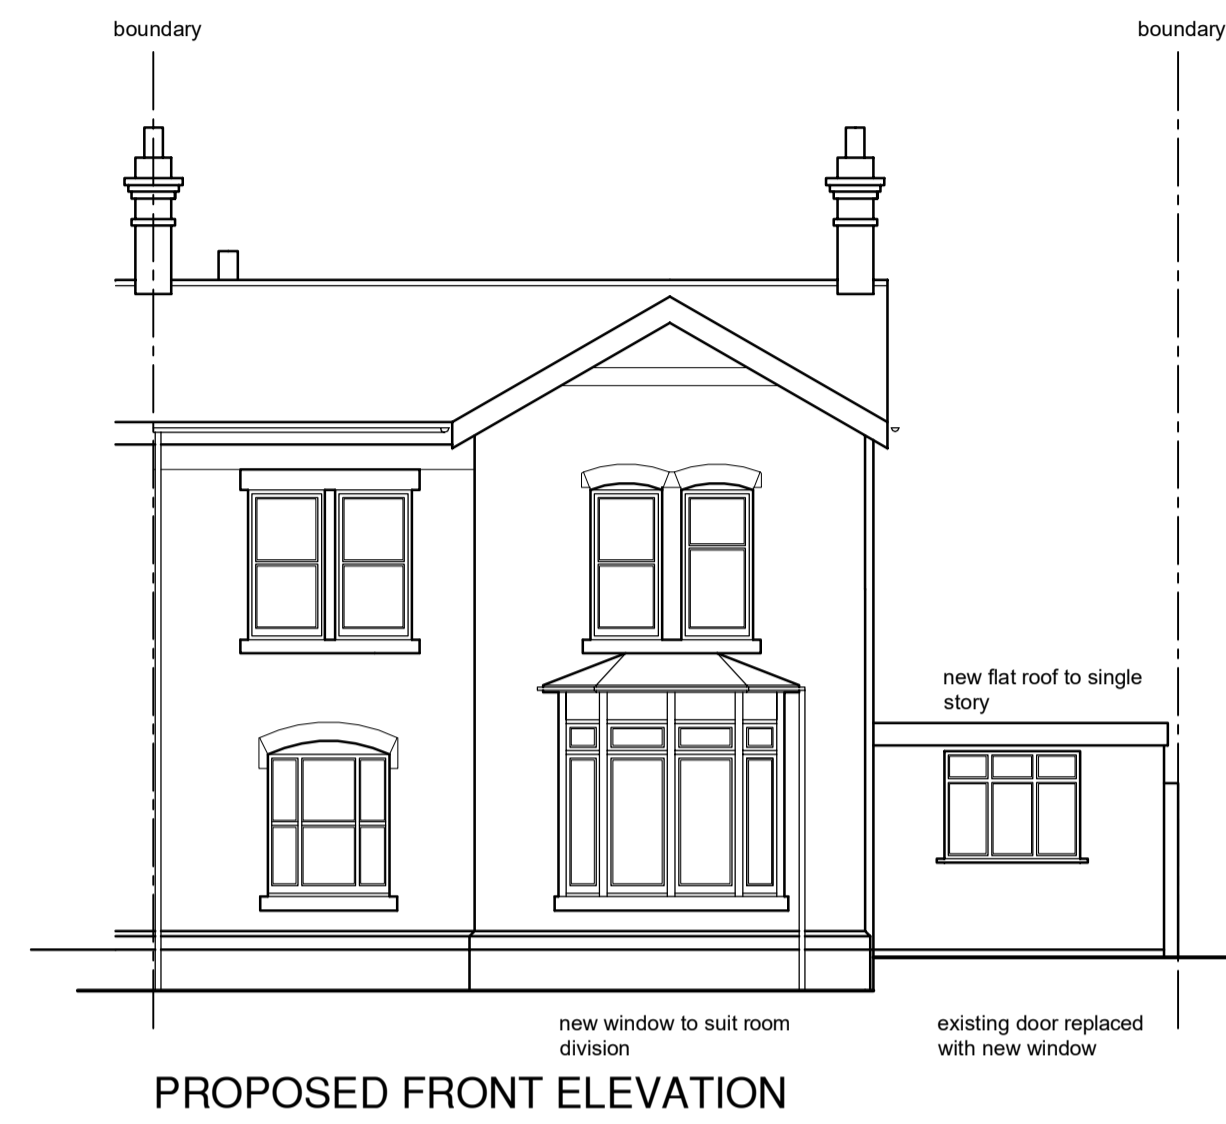 boundary
boundary
new flat roof to single
story
new window to suit room
division
existing door replaced
with new window
PROPOSED FRONT ELEVATION